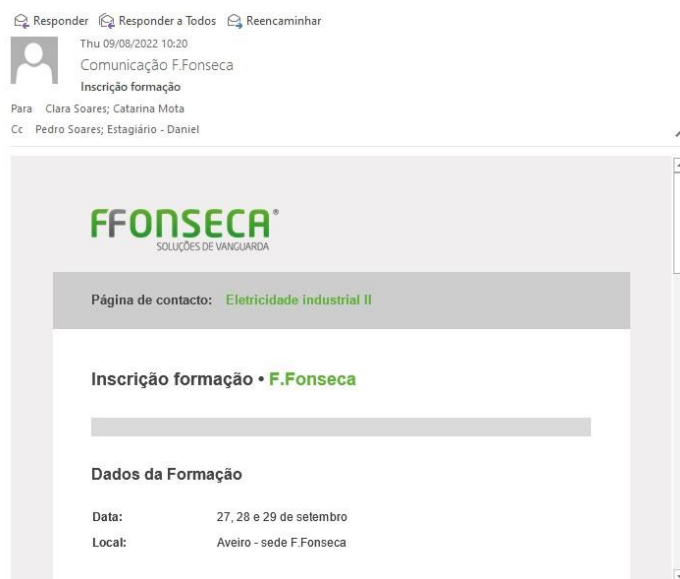 Responder Responder a Todos Reencaminhar
Thu 09/08/2022 10:20
Comunicação F.Fonseca
Inscrição formação
Para Clara Soares; Catarina Mota
Cc Pedro Soares; Estagiário - Daniel
FFONSECA®
SOLUÇÕES DE VANGUARDA
Página de contacto: Eletricidade industrial II
Inscrição formação • F.Fonseca
Dados da Formação
Data: 27, 28 e 29 de setembro
Local: Aveiro - sede F.Fonseca